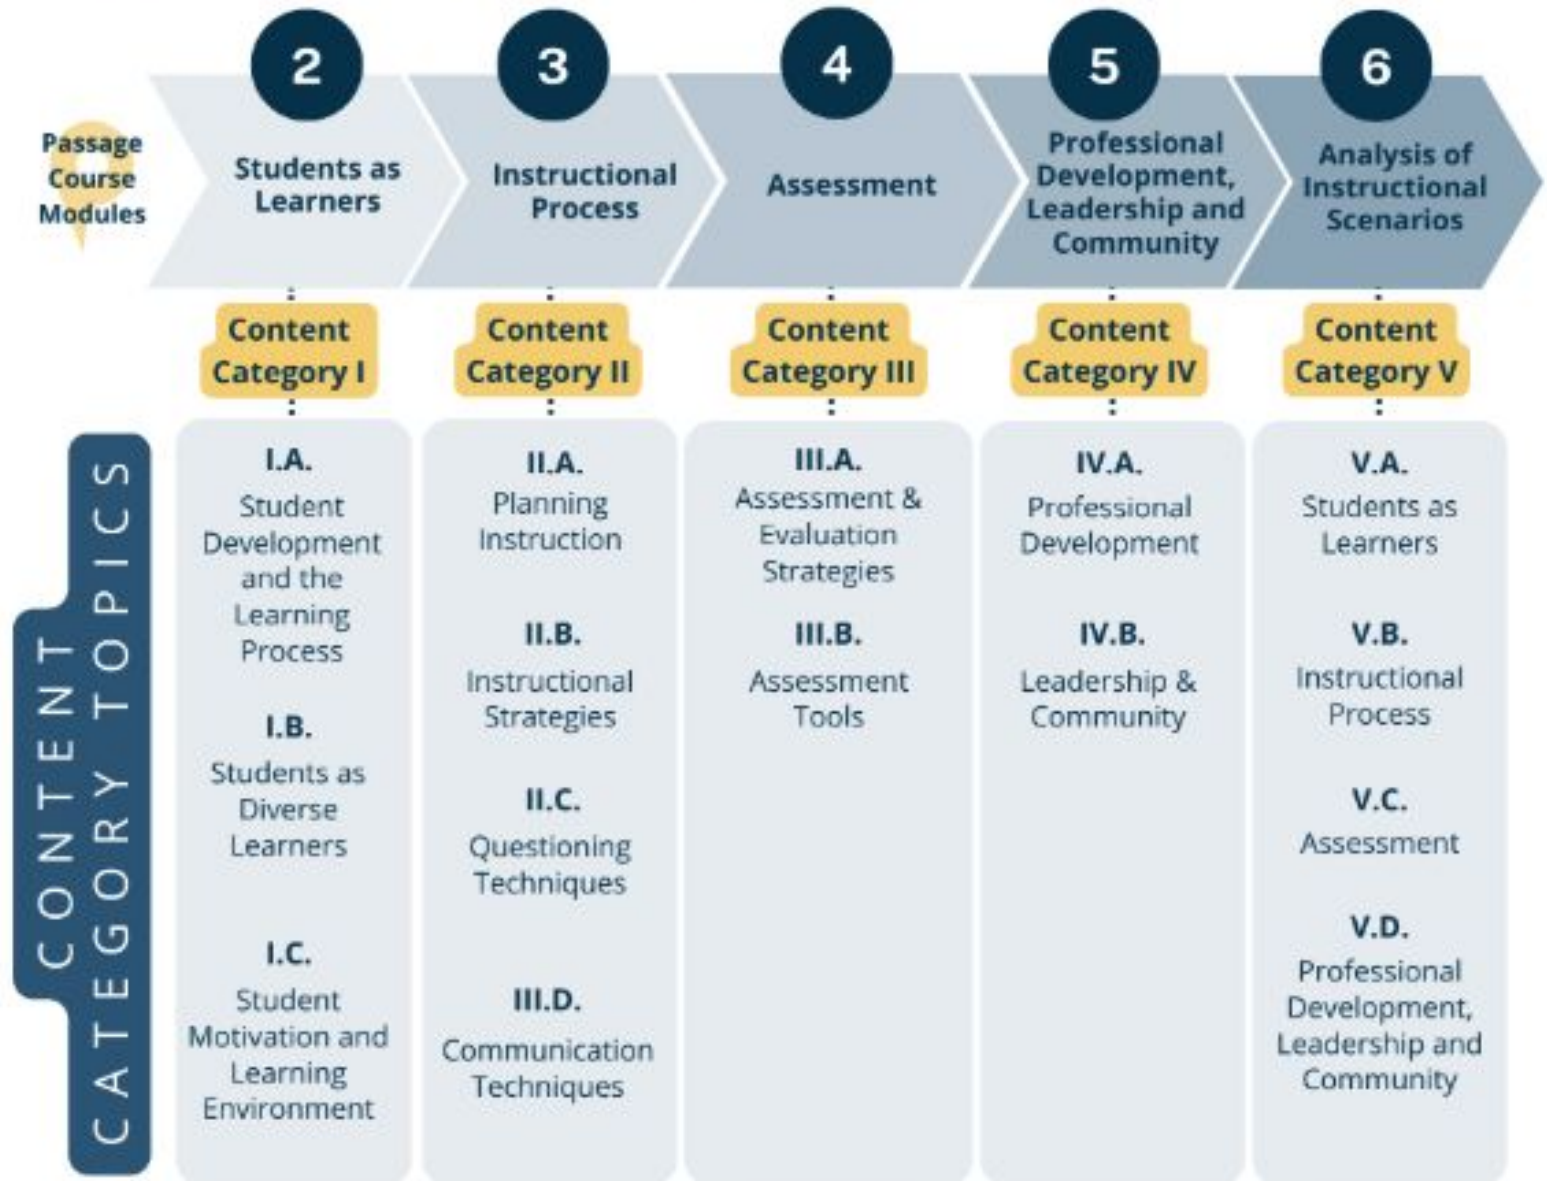 Passage
Course
Modules
2
Students as
Learners
3
Instructional
Process
4
Assessment
5
Professional
Development,
Leadership and
Community
6
Analysis of
Instructional
Scenarios
Content
Category I
Content
Category II
Content
Category III
Content
Category IV
Content
Category V
CONTENT
CATEGORY TOPICS
I.A.
Student
Development
and the
Learning
Process
I.B.
Students as
Diverse
Learners
I.C.
Student
Motivation and
Learning
Environment
II.A.
Planning
Instruction
II.B.
Instructional
Strategies
II.C.
Questioning
Techniques
III.D.
Communication
Techniques
III.A.
Assessment &
Evaluation
Strategies
III.B.
Assessment
Tools
IV.A.
Professional
Development
IV.B.
Leadership &
Community
V.A.
Students as
Learners
V.B.
Instructional
Process
V.C.
Assessment
V.D.
Professional
Development,
Leadership and
Community